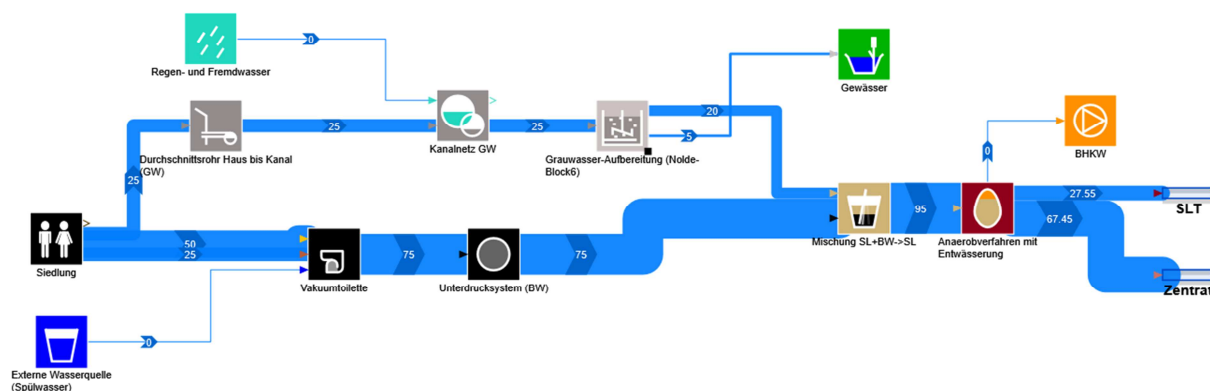 0
Regen- und Fremdwasser
Gewässer
20
5
25
25
25
Durchschnittsrohr Haus bis Kanal
(GW)
Kanalnetz GW
Grauwasser-Aufbereitung (Nolde-
Block6)
0
BHKW
25
27.55
SLT
95
67.45
50
25
Siedlung
75
75
Mischung SL+BW->SL
Anaerobverfahren mit
Entwässerung
Vakuumtoilette
Unterdrucksystem (BW)
Zentrat
0
Externe Wasserquelle
(Spülwasser)